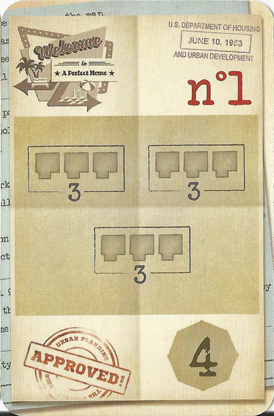 Welcome
to
A Perfect Home
U.S. DEPARTMENT OF HOUSING
JUNE 10, 1953
AND URBAN DEVELOPMENT
n°1
3
3
3
URBAN PLANNING
APPROVED!
4